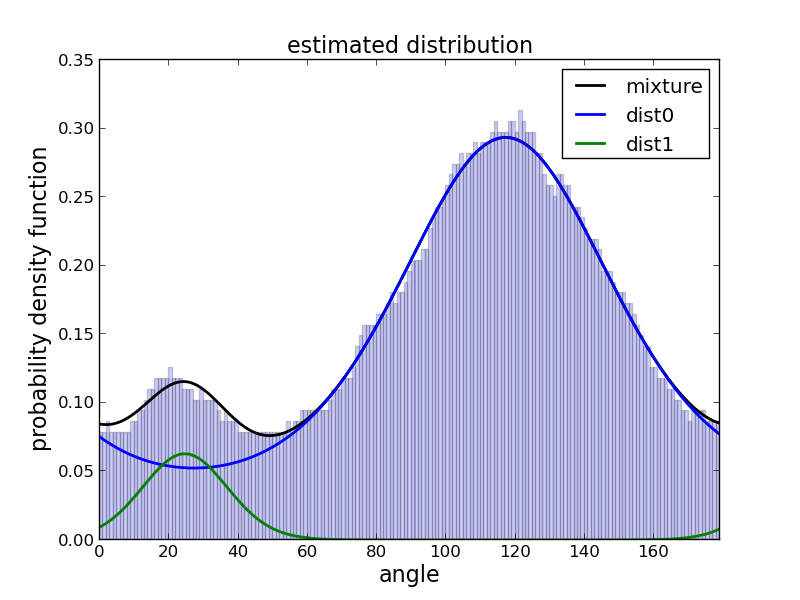 estimated distribution
0.35
0.30
0.25
0.20
0.15
0.10
0.05
0.00
probability density function
mixture
dist0
dist1
0 20 40 60 80 100 120 140 160
angle